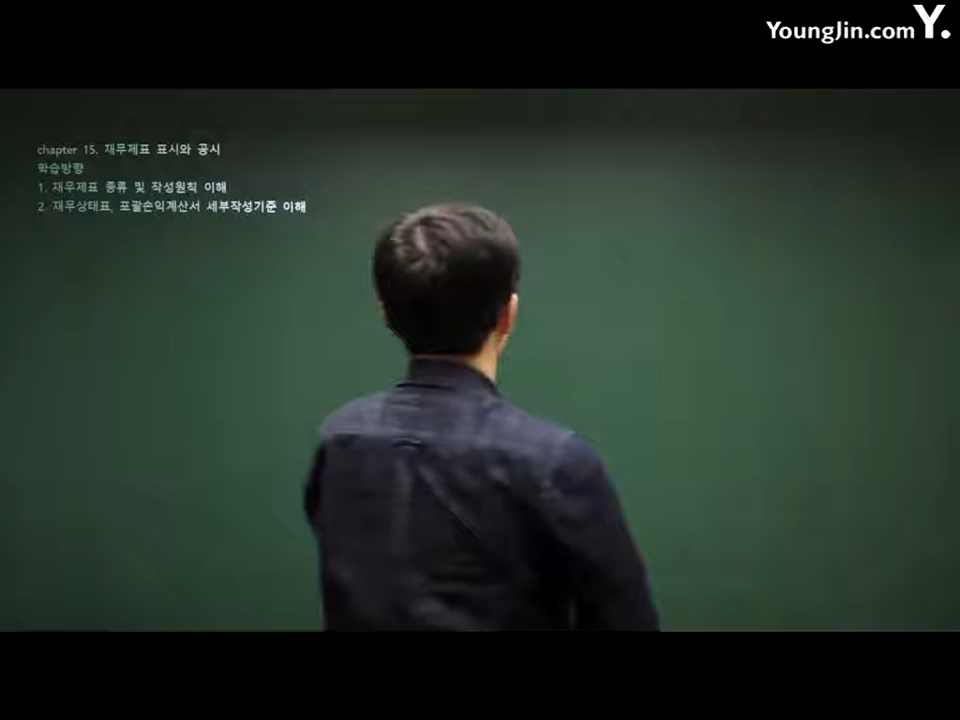 YoungJin.com Y.
chapter 15. 재무제표 표시와 공시
학습방향
1. 재무제표 종류 및 작성원칙 이해
2. 재무상태표, 포괄손익계산서 세부작성기준 이해